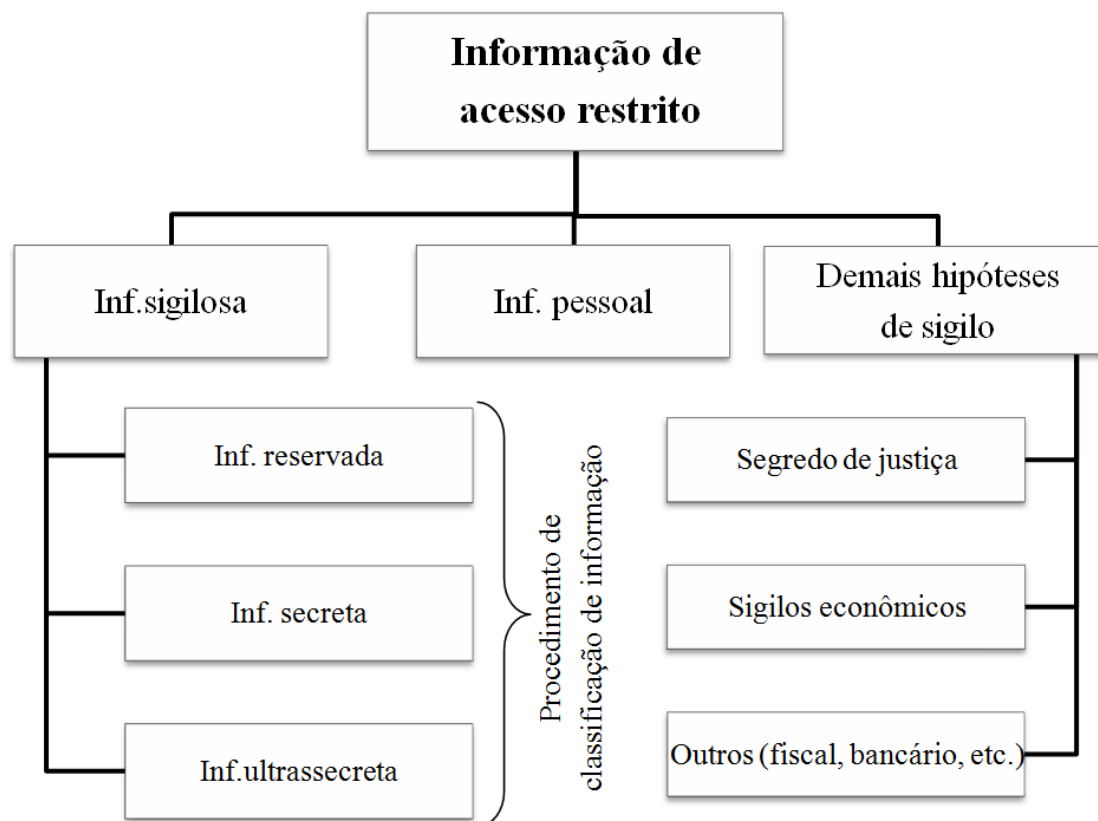 Informação de
acesso restrito
Inf.sigilosa
Inf. pessoal
Demais hipóteses
de sigilo
Inf. reservada
Inf. secreta
Inf.ultrassecreta
Procedimento de
classificação de informação
Segredo de justiça
Sigilos econômicos
Outros (fiscal, bancário, etc.)